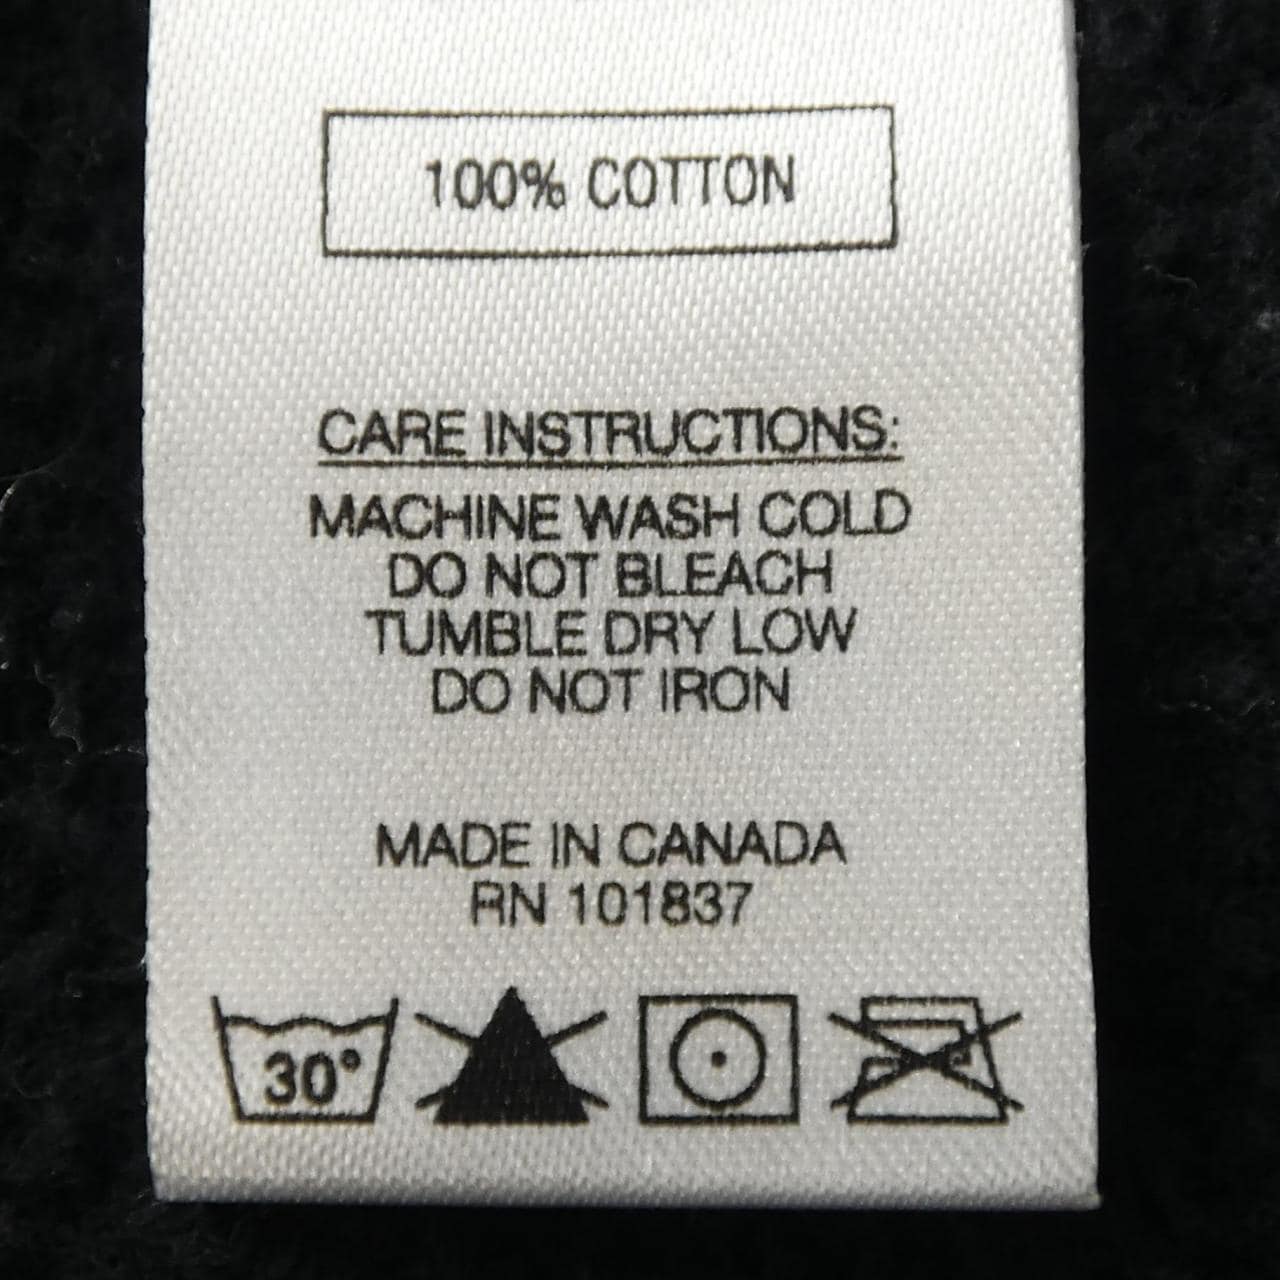 100% COTTON
CARE INSTRUCTIONS:
MACHINE WASH COLD
DO NOT BLEACH
TUMBLE DRY LOW
DO NOT IRON
MADE IN CANADA
RN 101837
30°